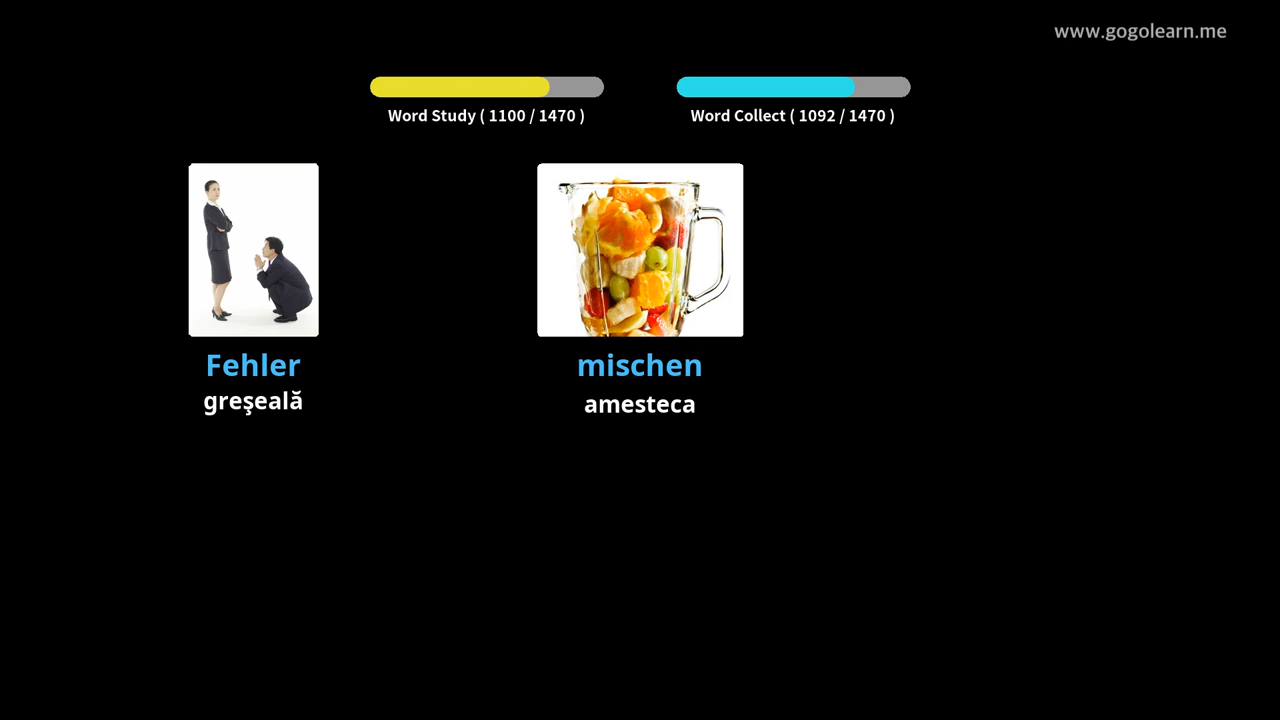 www.gogolearn.me
Word Study ( 1100 / 1470 )
Word Collect ( 1092 / 1470 )
Fehler
greşeală
mischen
amesteca